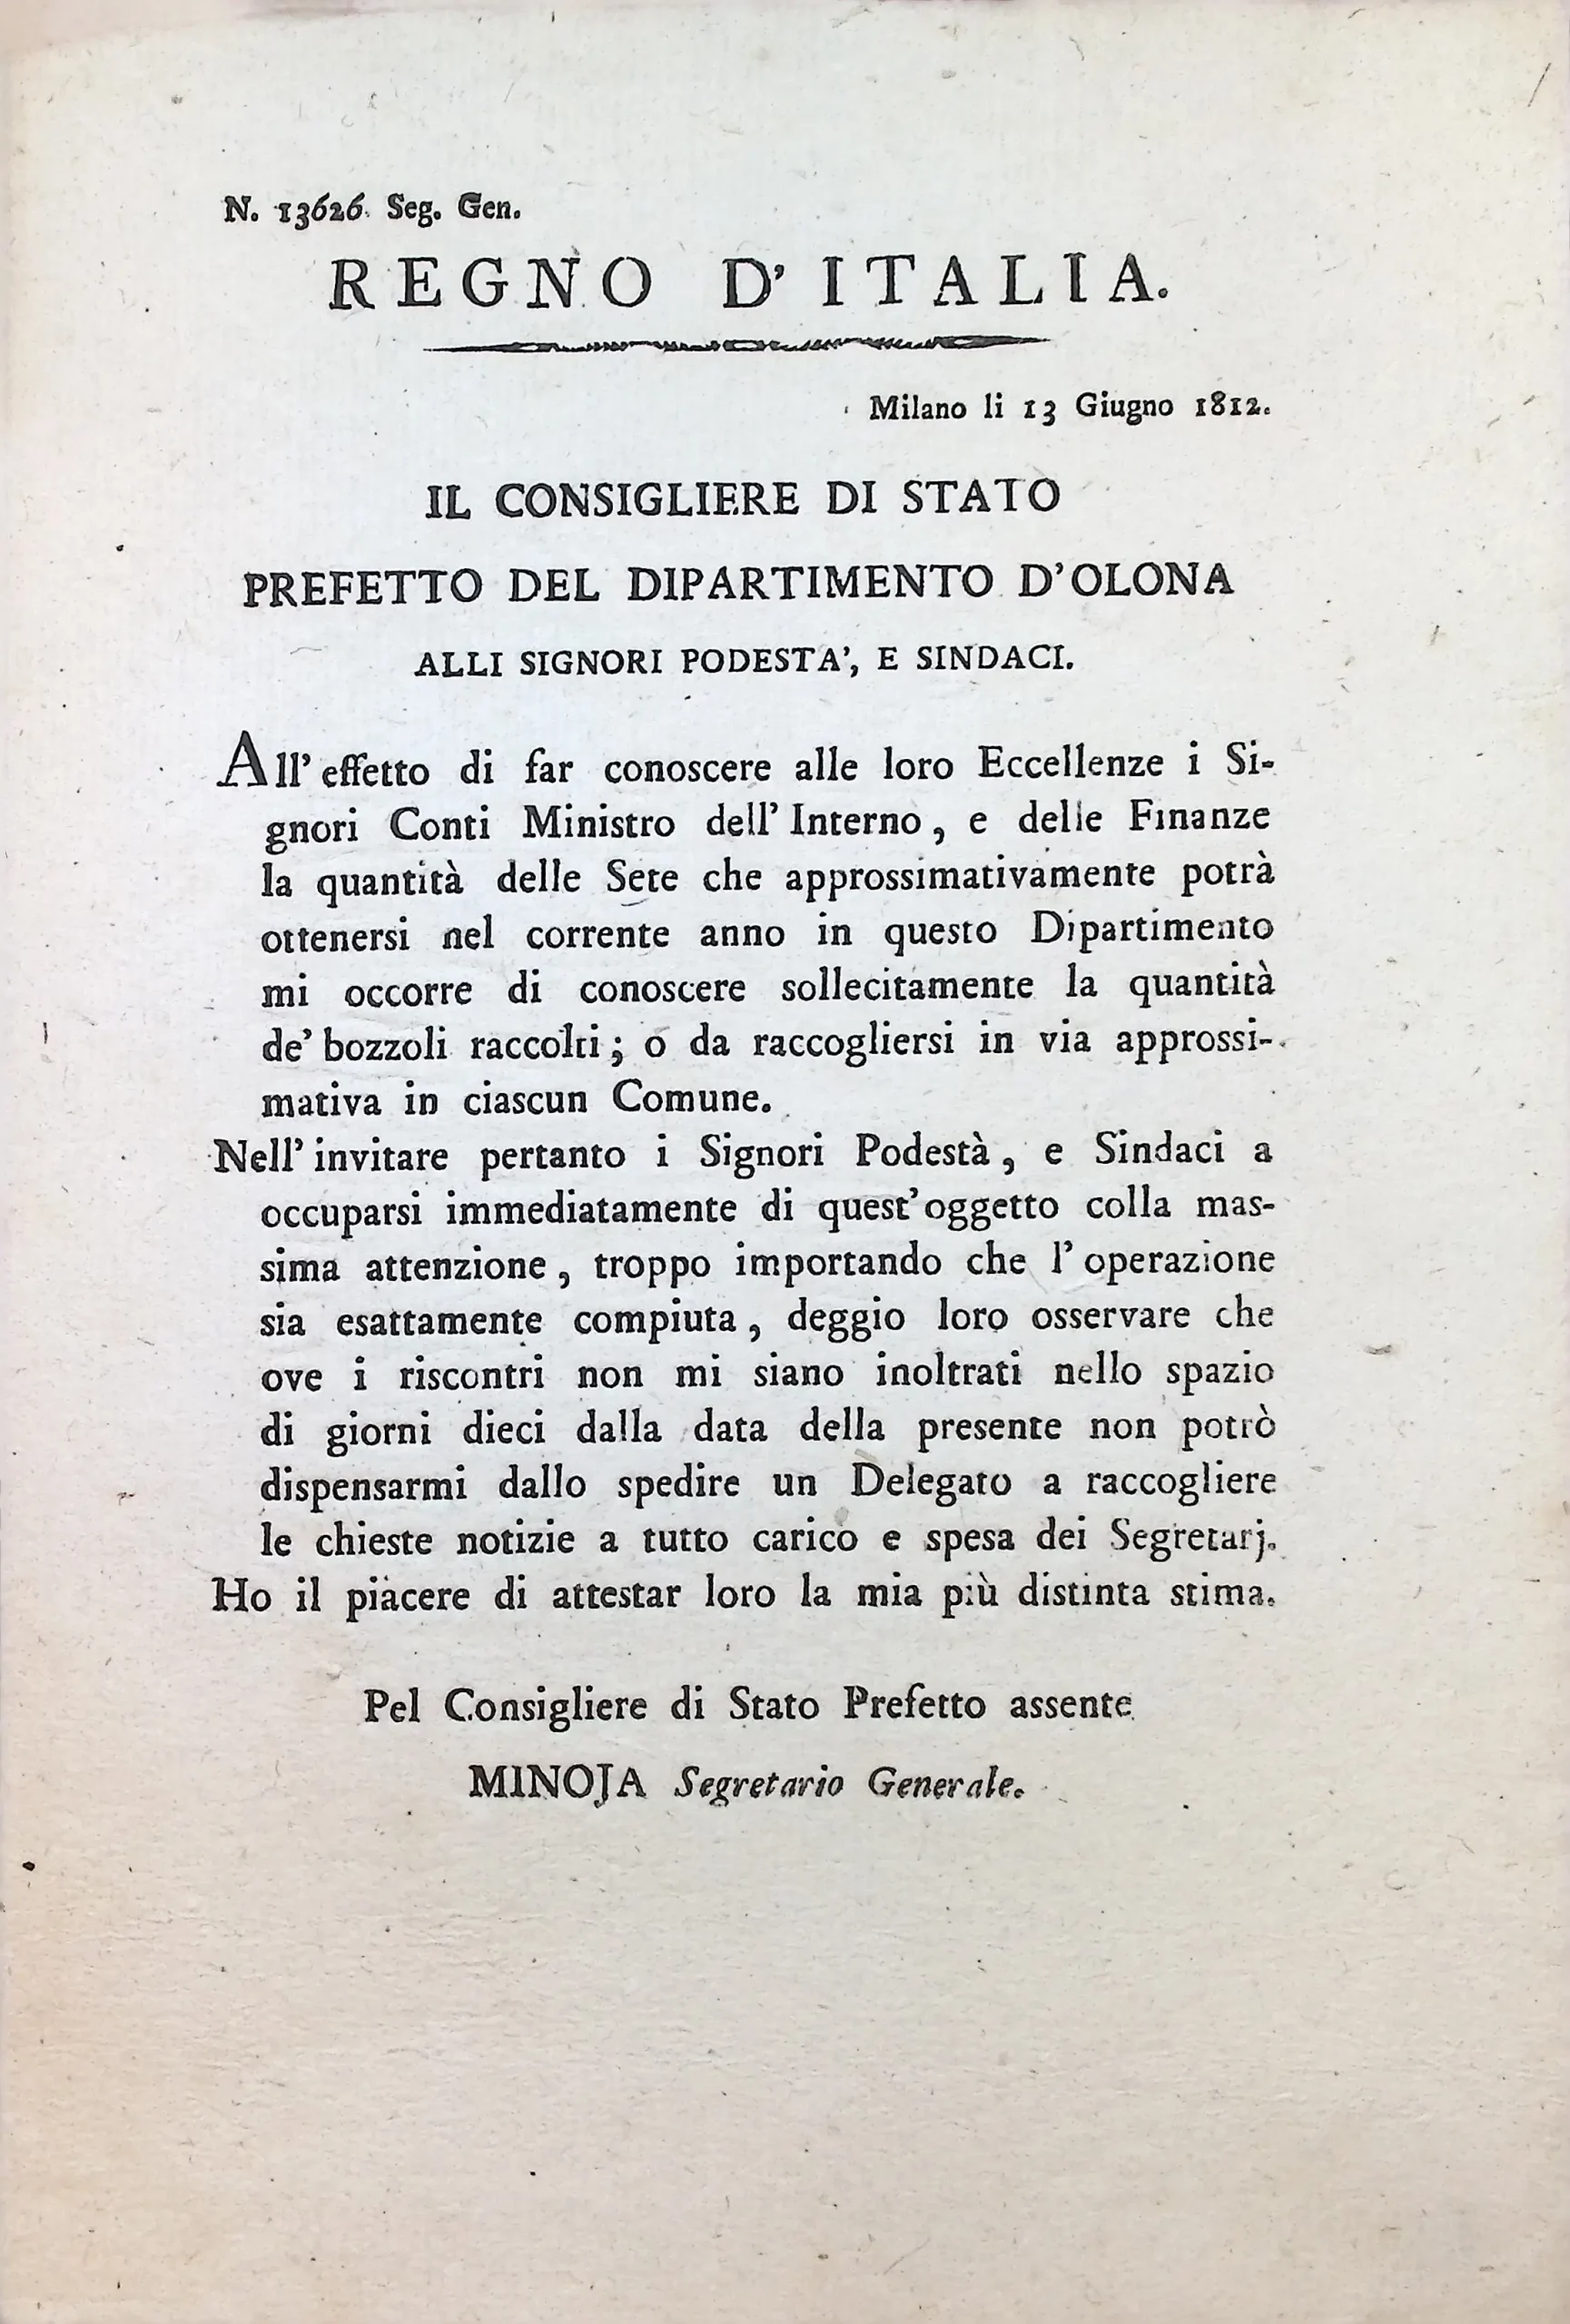 N. 13626. Seg. Gen.
REGNO D' ITALIA.
Milano li 13 Giugno 1812.
IL CONSIGLIERE DI STATO
PREFETTO DEL DIPARTIMENTO D'OLONA
ALLI SIGNORI PODESTA', E SINDACI.
All' effetto di far conoscere alle loro Eccellenze i Si-
gnori Conti Ministro dell' Interno, e delle Finanze
la quantità delle Sete che approssimativamente potrà
ottenersi nel corrente anno in questo Dipartimento
mi occorre di conoscere sollecitamente la quantità
de' bozzoli raccolti; o da raccogliersi in via approssi-
mativa in ciascun Comune.
Nell' invitare pertanto i Signori Podestà, e Sindaci a
occuparsi immediatamente di quest' oggetto colla mas-
sima attenzione, troppo importando che l' operazione
sia esattamente compiuta, deggio loro osservare che
ove i riscontri non mi siano inoltrati nello spazio
di giorni dieci dalla data della presente non potrò
dispensarmi dallo spedire un Delegato a raccogliere
le chieste notizie a tutto carico e spesa dei Segretarj.
Ho il piacere di attestar loro la mia più distinta stima.
Pel Consigliere di Stato Prefetto assente
MINOJA Segretario Generale.